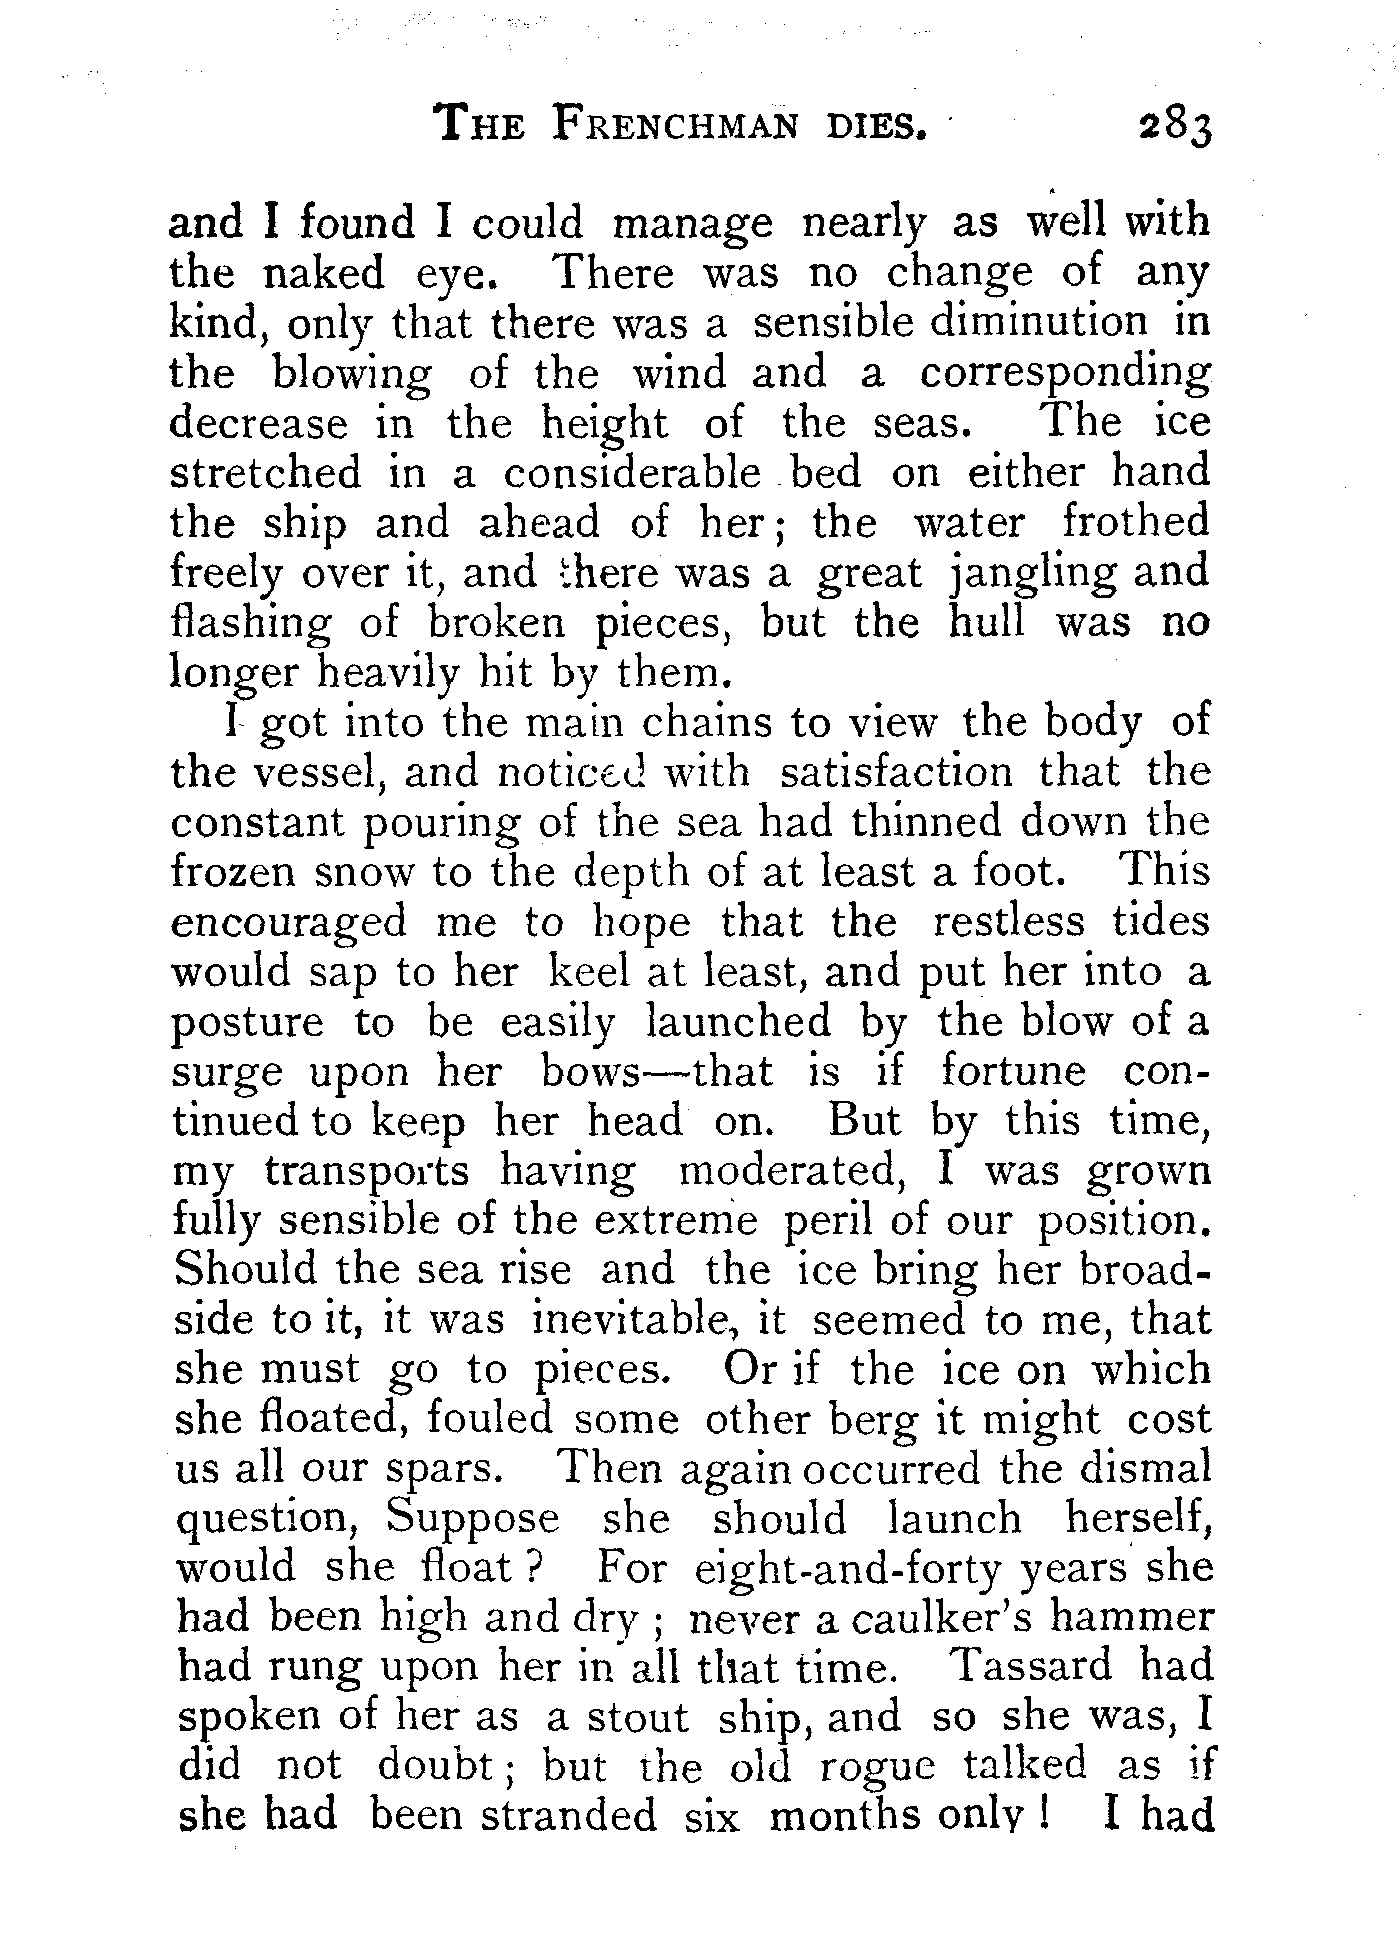 THE FRENCHMAN DIES. 283
and I found I could manage nearly as well with
the naked eye. There was no change of any
kind, only that there was a sensible diminution in
the blowing of the wind and a corresponding
decrease in the height of the seas. The ice
stretched in a considerable bed on either hand
the ship and ahead of her; the water frothed
freely over it, and there was a great jangling and
flashing of broken pieces, but the hull was no
longer heavily hit by them.
I got into the main chains to view the body of
the vessel, and noticed with satisfaction that the
constant pouring of the sea had thinned down the
frozen snow to the depth of at least a foot. This
encouraged me to hope that the restless tides
would sap to her keel at least, and put her into a
posture to be easily launched by the blow of a
surge upon her bows—that is if fortune con-
tinued to keep her head on. But by this time,
my transports having moderated, I was grown
fully sensible of the extreme peril of our position.
Should the sea rise and the ice bring her broad-
side to it, it was inevitable, it seemed to me, that
she must go to pieces. Or if the ice on which
she floated, fouled some other berg it might cost
us all our spars. Then again occurred the dismal
question, Suppose she should launch herself,
would she float? For eight-and-forty years she
had been high and dry; never a caulker's hammer
had rung upon her in all that time. Tassard had
spoken of her as a stout ship, and so she was, I
did not doubt; but the old rogue talked as if
she had been stranded six months only! I had